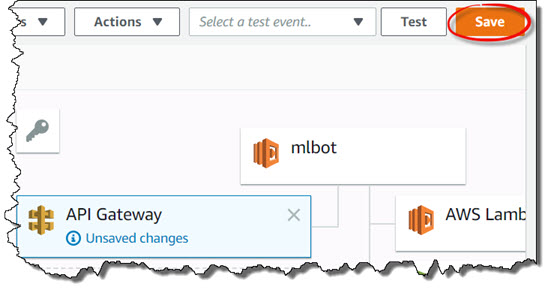 s
Actions
Select a test event..
Test
Save
mlbot
API Gateway
Unsaved changes
AWS Lamb